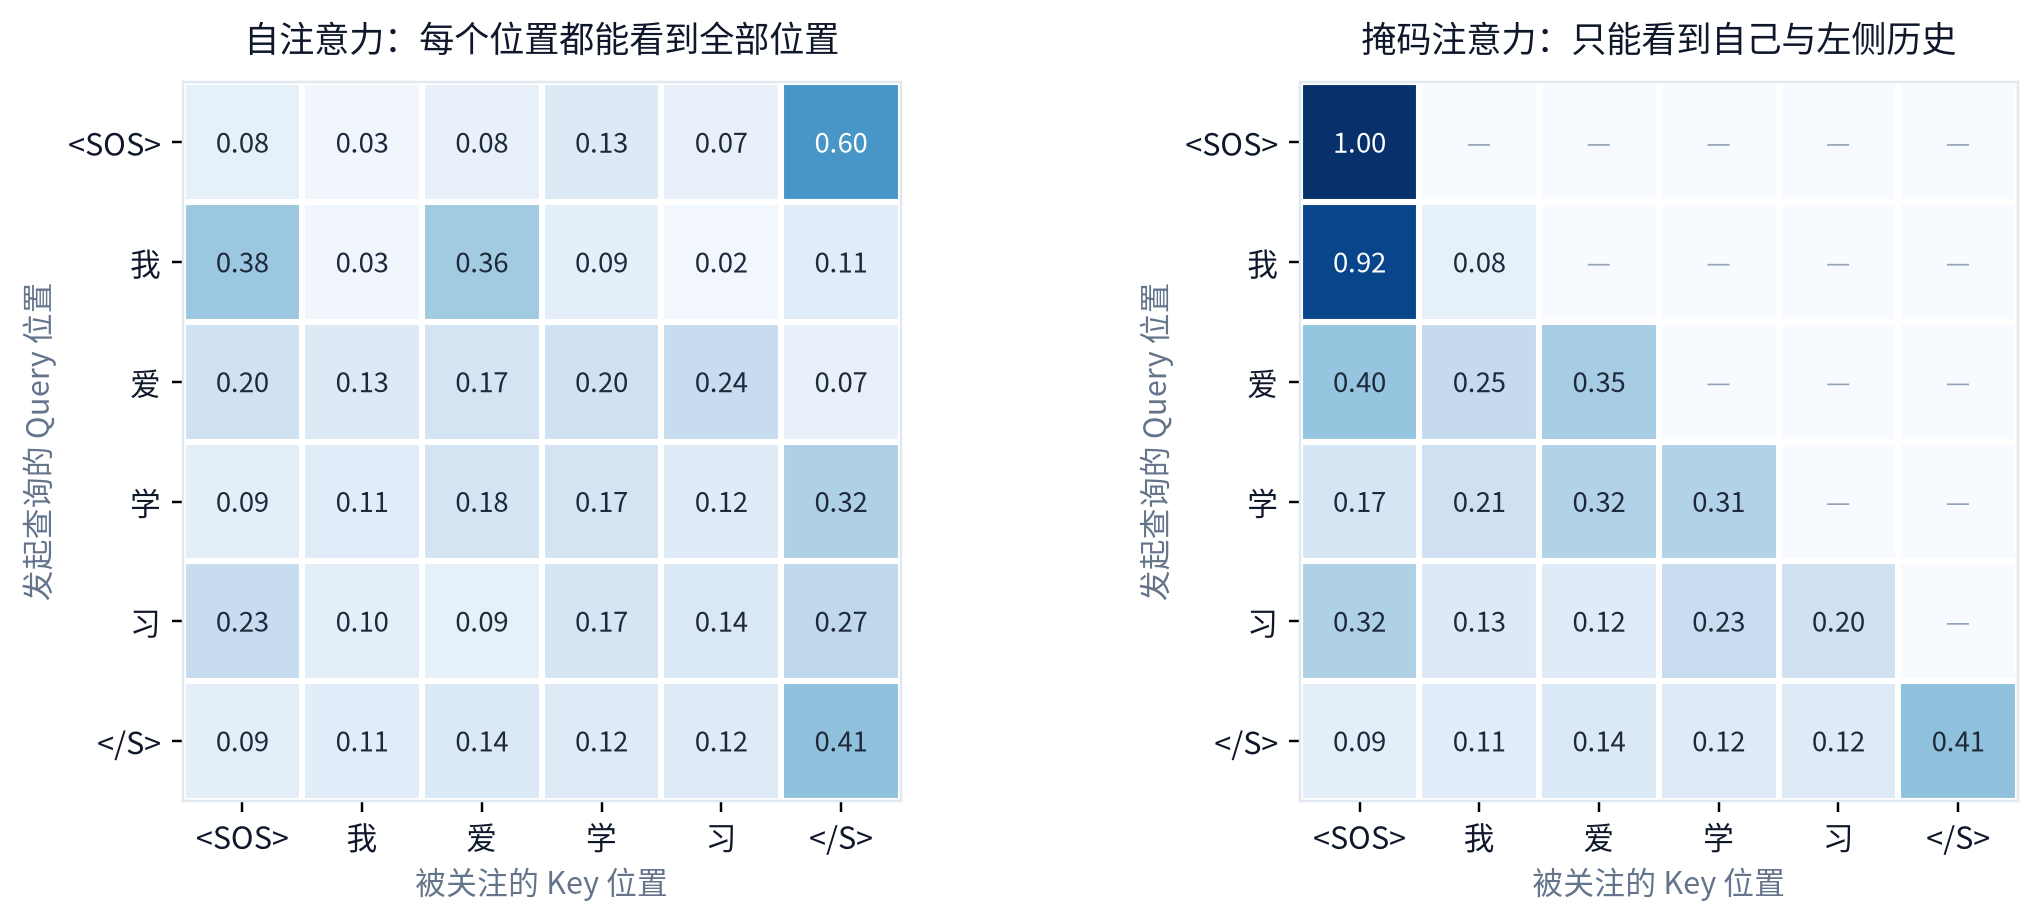 自注意力：每个位置都能看到全部位置
发起查询的 Query 位置
<SOS> 0.08 0.03 0.08 0.13 0.07 0.60
我 0.38 0.03 0.36 0.09 0.02 0.11
爱 0.20 0.13 0.17 0.20 0.24 0.07
学 0.09 0.11 0.18 0.17 0.12 0.32
习 0.23 0.10 0.09 0.17 0.14 0.27
</S> 0.09 0.11 0.14 0.12 0.12 0.41
<SOS> 我 爱 学 习 </S>
被关注的 Key 位置
掩码注意力：只能看到自己与左侧历史
发起查询的 Query 位置
<SOS> 1.00 — — — — —
我 0.92 0.08 — — — —
爱 0.40 0.25 0.35 — — —
学 0.17 0.21 0.32 0.31 — —
习 0.32 0.13 0.12 0.23 0.20 —
</S> 0.09 0.11 0.14 0.12 0.12 0.41
<SOS> 我 爱 学 习 </S>
被关注的 Key 位置